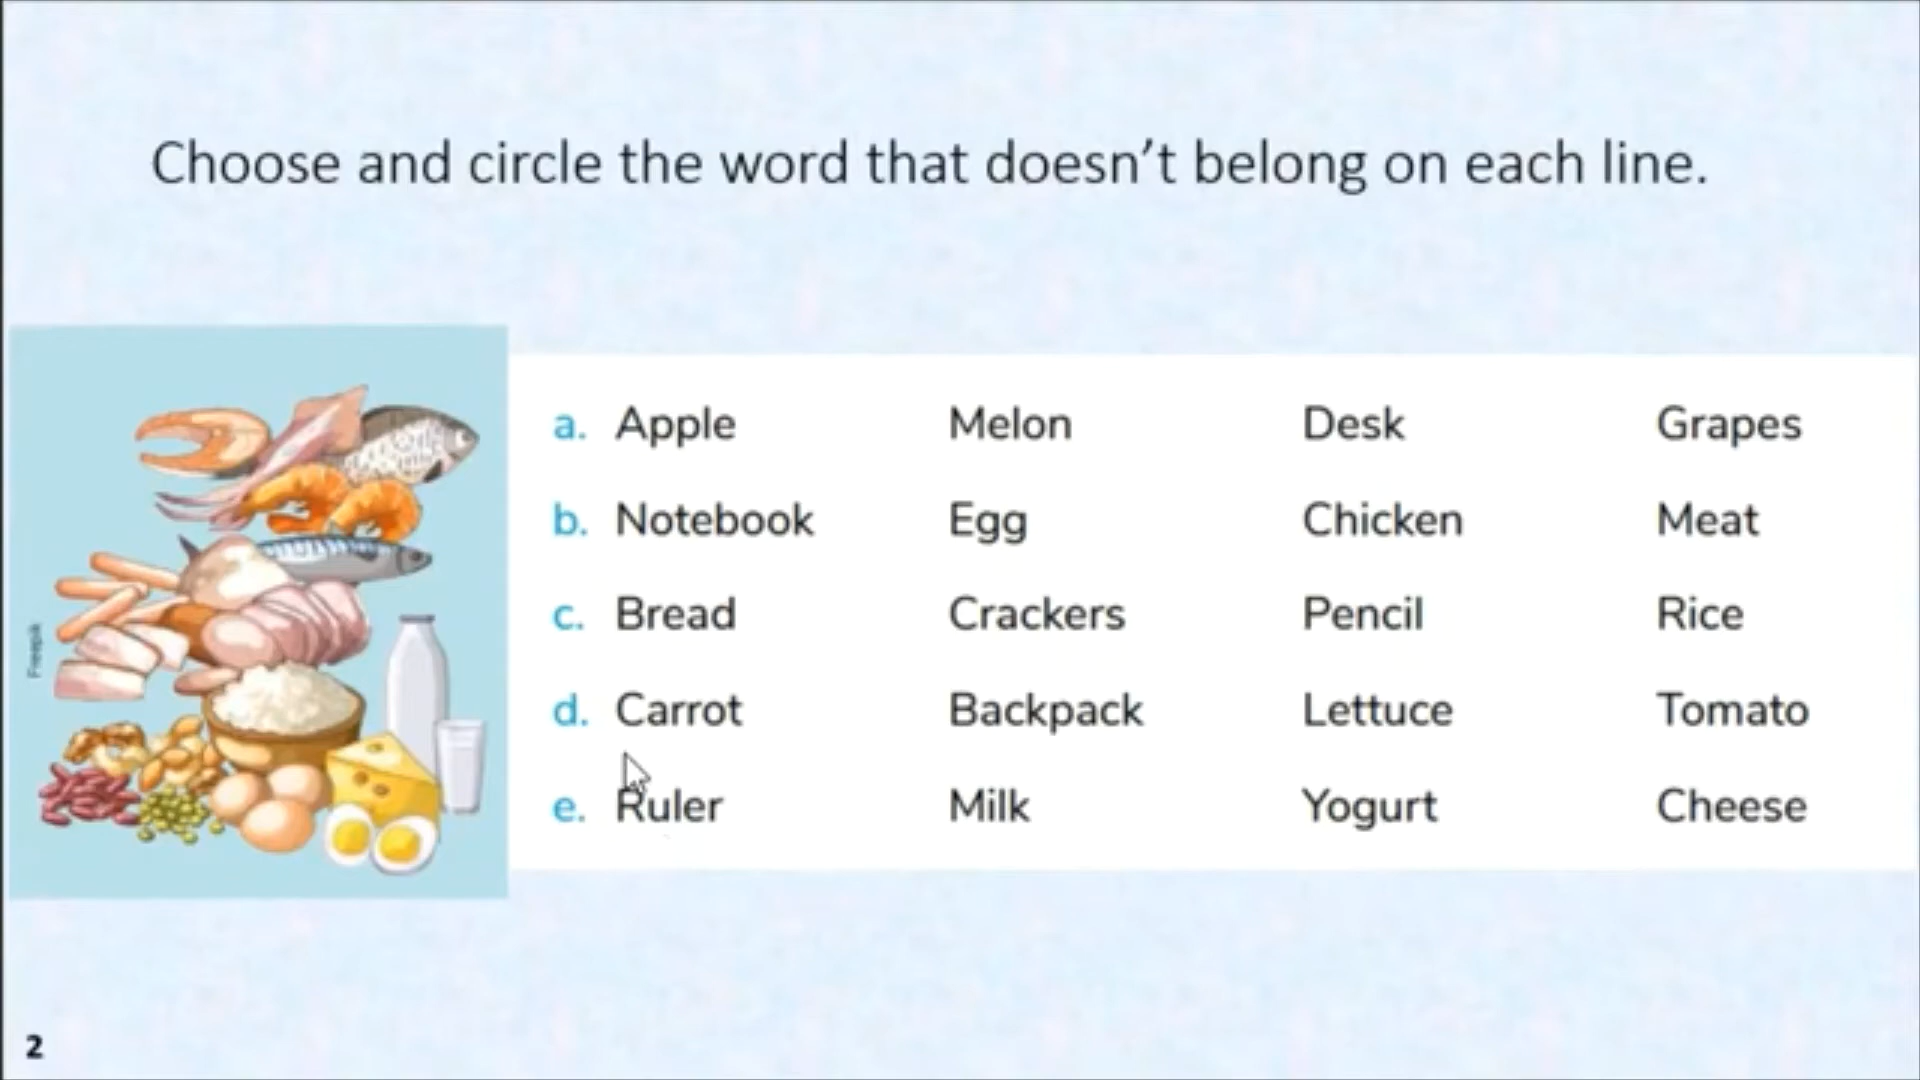 Choose and circle the word that doesn’t belong on each line.
Freepik
a. Apple Melon Desk Grapes
b. Notebook Egg Chicken Meat
c. Bread Crackers Pencil Rice
d. Carrot Backpack Lettuce Tomato
e. Ruler Milk Yogurt Cheese
2